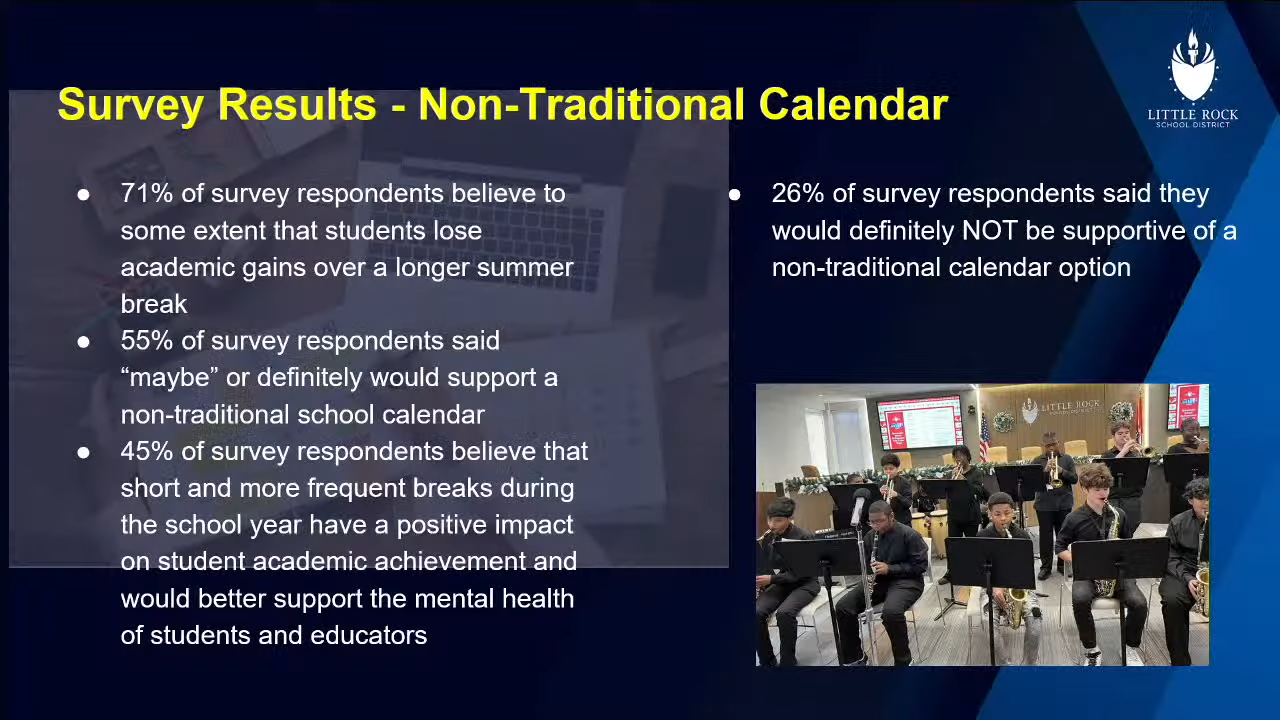 Survey Results - Non-Traditional Calendar
LITTLE ROCK
SCHOOL DISTRICT
● 71% of survey respondents believe to
some extent that students lose
academic gains over a longer summer
break
● 55% of survey respondents said
“maybe” or definitely would support a
non-traditional school calendar
● 45% of survey respondents believe that
short and more frequent breaks during
the school year have a positive impact
on student academic achievement and
would better support the mental health
of students and educators
● 26% of survey respondents said they
would definitely NOT be supportive of a
non-traditional calendar option
LITTLE ROCK